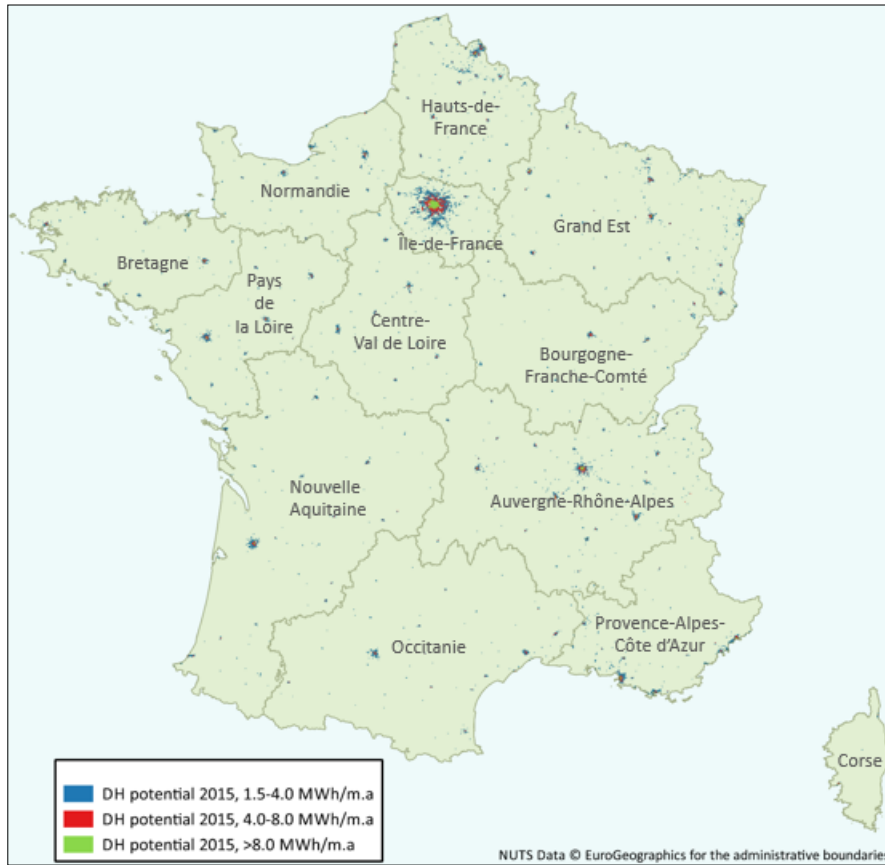 Hauts-de-
France
Normandie
Île-de-France
Grand Est
Bretagne
Pays
de
la Loire
Centre-
Val de Loire
Bourgogne-
Franche-Comté
Nouvelle
Aquitaine
Auvergne-Rhône-Alpes
Provence-Alpes-
Côte d'Azur
Occitanie
Corse
DH potential 2015, 1.5-4.0 MWh/m.a
DH potential 2015, 4.0-8.0 MWh/m.a
DH potential 2015, >8.0 MWh/m.a
NUTS Data © EuroGeographics for the administrative boundaries